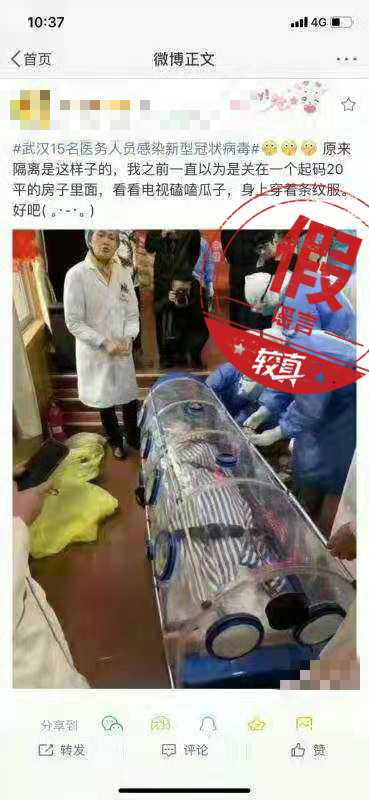 10:37
4G
首页
微博正文
#武汉15名医务人员感染新型冠状病毒# 原来
隔离是这样子的，我之前一直以为是关在一个起码20
平的房子里面，看看电视磕嗑瓜子，身上穿着条纹服。
好吧( 。·-·。)
假
谣言
较真
分享到
转发
评论
赞